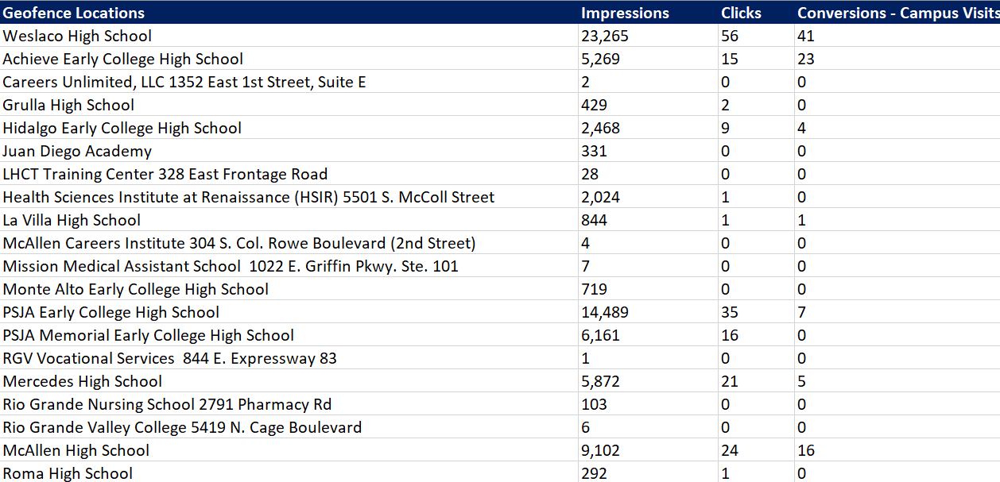 Geofence Locations Impressions Clicks Conversions - Campus Visits
Weslaco High School 23,265 56 41
Achieve Early College High School 5,269 15 23
Careers Unlimited, LLC 1352 East 1st Street, Suite E 2 0 0
Grulla High School 429 2 0
Hidalgo Early College High School 2,468 9 4
Juan Diego Academy 331 0 0
LHCT Training Center 328 East Frontage Road 28 0 0
Health Sciences Institute at Renaissance (HSIR) 5501 S. McColl Street 2,024 1 0
La Villa High School 844 1 1
McAllen Careers Institute 304 S. Col. Rowe Boulevard (2nd Street) 4 0 0
Mission Medical Assistant School  1022 E. Griffin Pkwy. Ste. 101 7 0 0
Monte Alto Early College High School 719 0 0
PSJA Early College High School 14,489 35 7
PSJA Memorial Early College High School 6,161 16 0
RGV Vocational Services  844 E. Expressway 83 1 0 0
Mercedes High School 5,872 21 5
Rio Grande Nursing School 2791 Pharmacy Rd 103 0 0
Rio Grande Valley College 5419 N. Cage Boulevard 6 0 0
McAllen High School 9,102 24 16
Roma High School 292 1 0